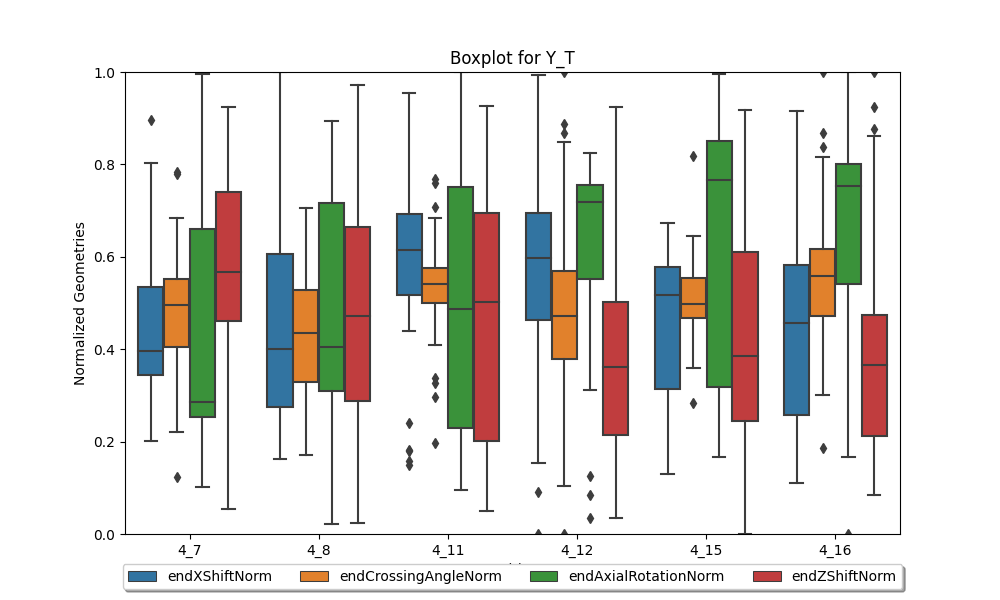 Boxplot for Y_T
Normalized Geometries
1.0
0.8
0.6
0.4
0.2
0.0
4_7 4_8 4_11 4_12 4_15 4_16
endXShiftNorm endCrossingAngleNorm endAxialRotationNorm endZShiftNorm